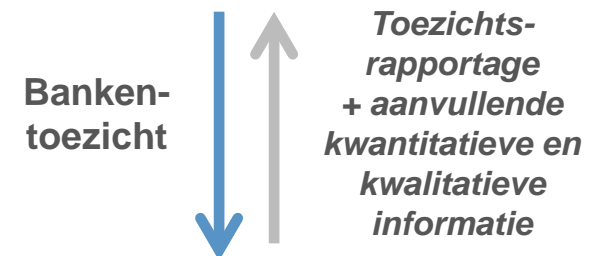 Banken-
toezicht
Toezichts-
rapportage
+ aanvullende
kwantitatieve en
kwalitatieve
informatie